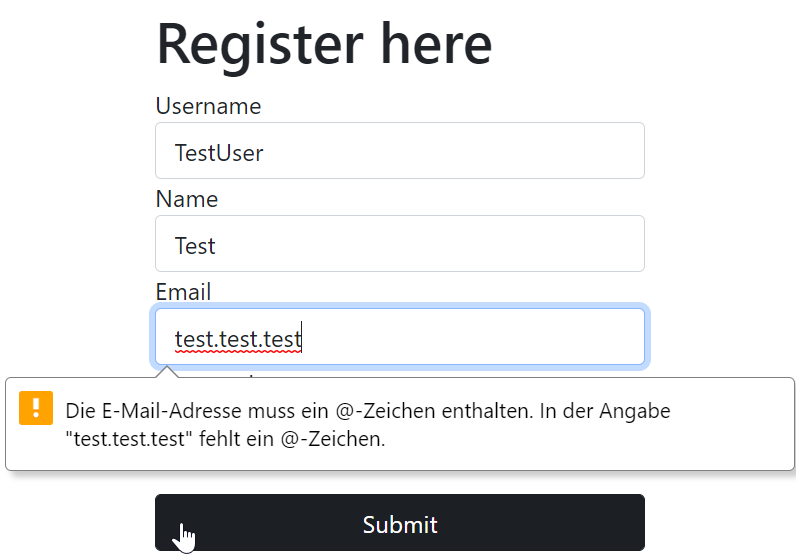 Register here
Username
TestUser
Name
Test
Email
test.test.test
Die E-Mail-Adresse muss ein @-Zeichen enthalten. In der Angabe
"test.test.test" fehlt ein @-Zeichen.
Submit